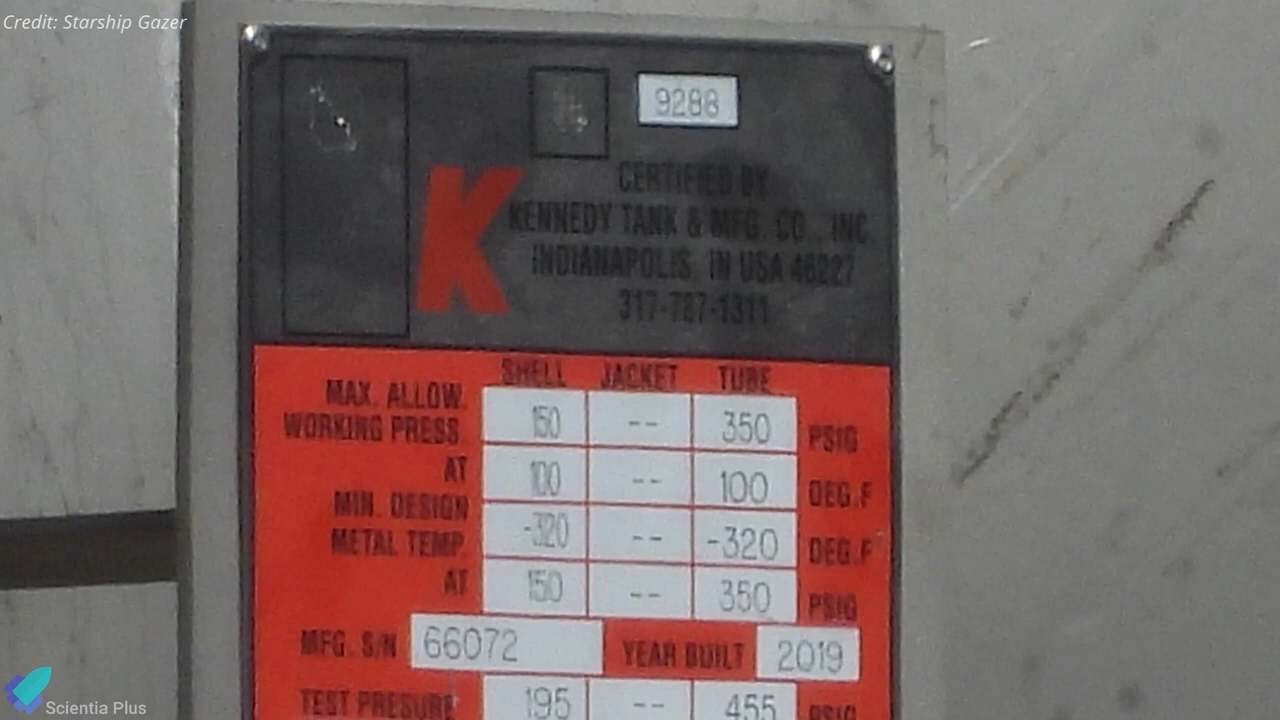 Credit: Starship Gazer
9288
K
CERTIFIED BY
KENNEDY TANK & MFG. CO., INC.
INDIANAPOLIS, IN USA 46227
317-787-1311
SHELL JACKET TUBE
MAX. ALLOW.
WORKING PRESS. 150 -- 350 PSIG
AT 100 -- 100 DEG.F
MIN. DESIGN
METAL TEMP. -320 -- -320 DEG.F
AT 150 -- 350 PSIG
MFG. S/N 66072 YEAR BUILT 2019
TEST PRESURE 195 -- 455 PSIG
Scientia Plus